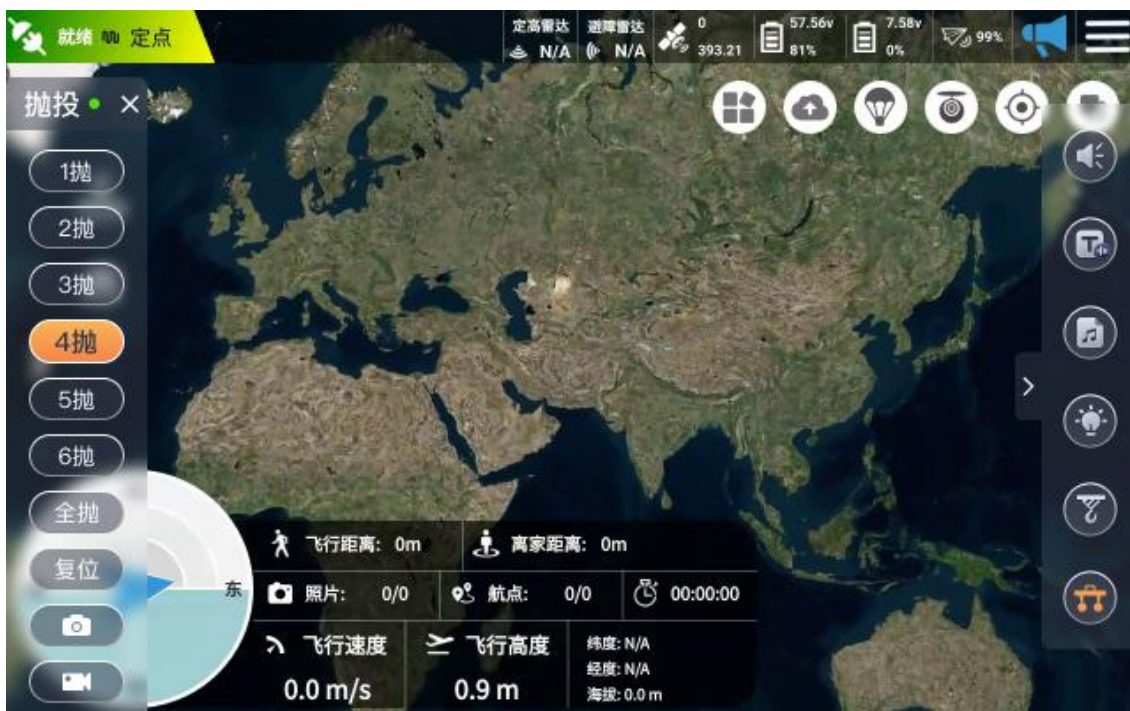 就绪 定点
定高雷达
N/A
避障雷达
N/A
0
393.21
57.56v
81%
7.58v
0%
99%
抛投
1抛
2抛
3抛
4抛
5抛
6抛
全抛
复位
东
飞行距离: 0m
离家距离: 0m
照片: 0/0
航点: 0/0
00:00:00
飞行速度
0.0 m/s
飞行高度
0.9 m
纬度: N/A
经度: N/A
海拔: 0.0 m